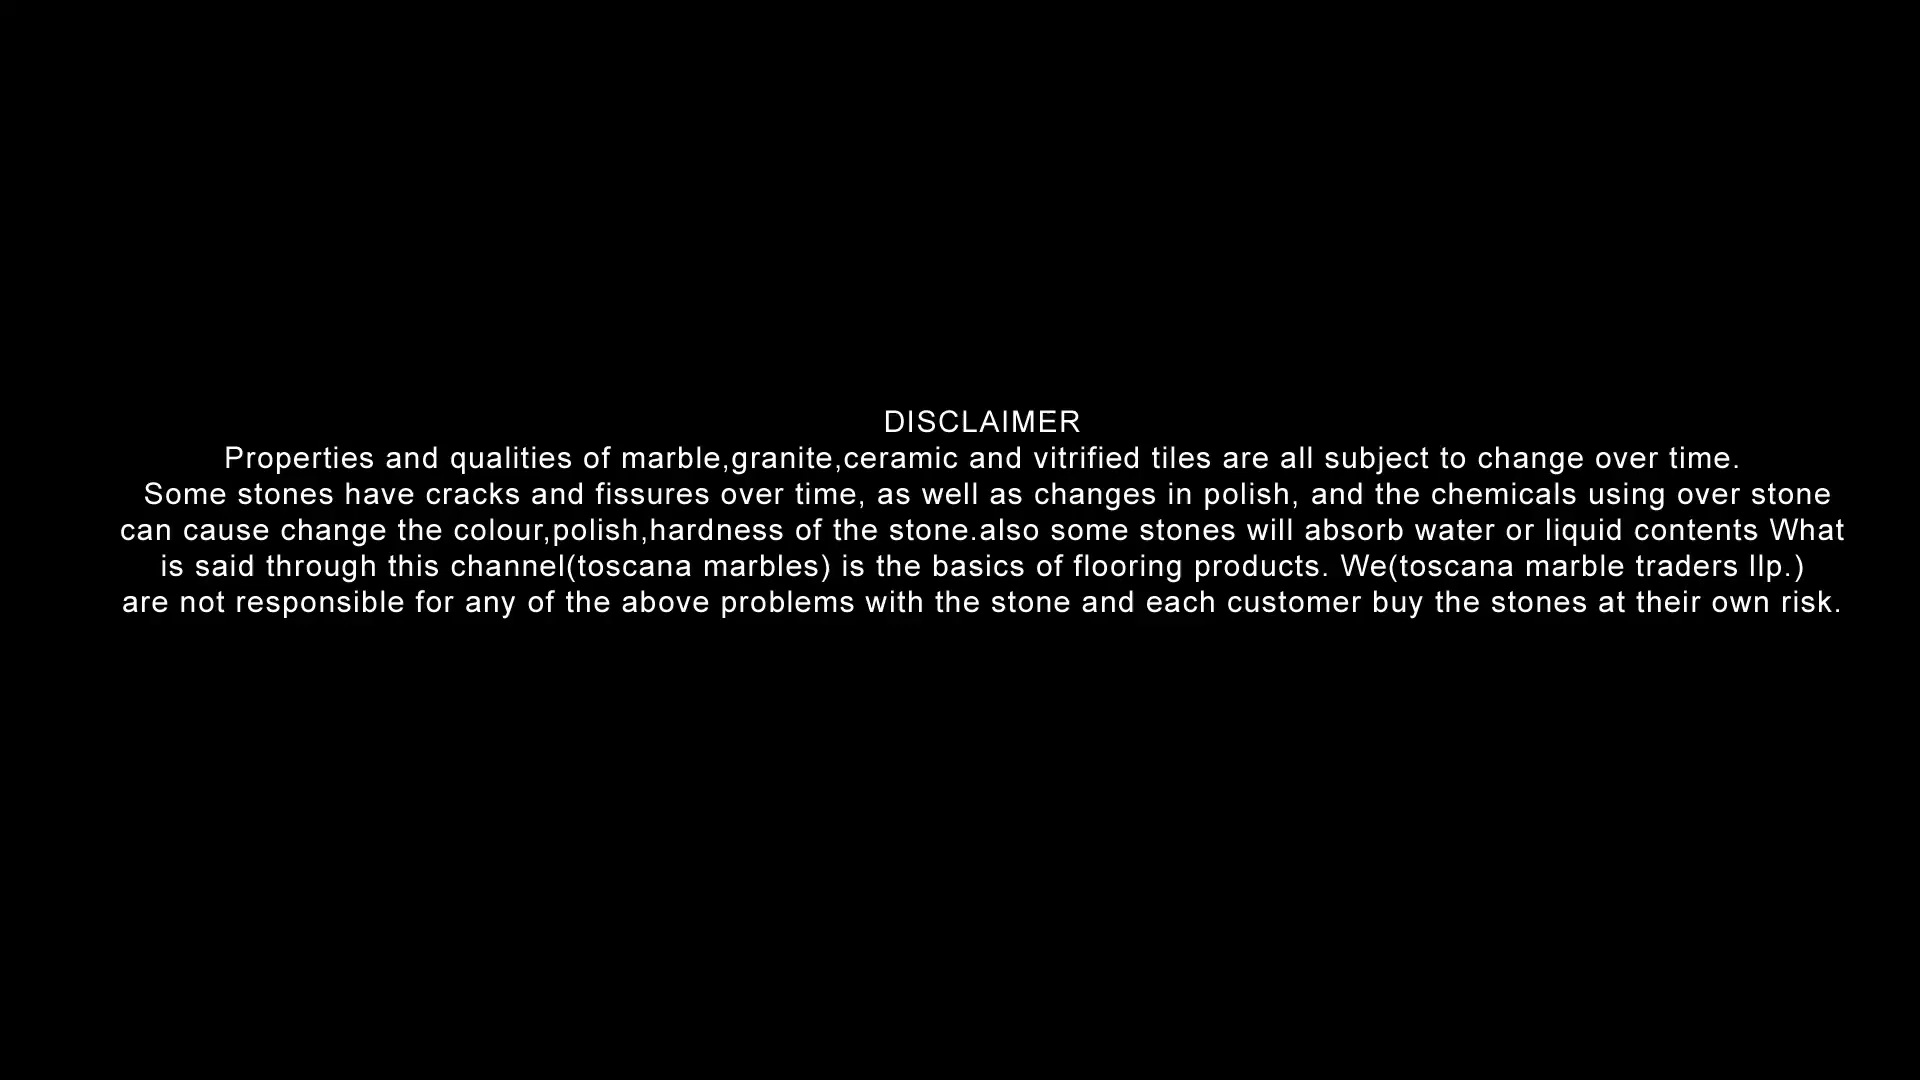 DISCLAIMER
Properties and qualities of marble,granite,ceramic and vitrified tiles are all subject to change over time.
Some stones have cracks and fissures over time, as well as changes in polish, and the chemicals using over stone
can cause change the colour,polish,hardness of the stone.also some stones will absorb water or liquid contents What
is said through this channel(toscana marbles) is the basics of flooring products. We(toscana marble traders llp.)
are not responsible for any of the above problems with the stone and each customer buy the stones at their own risk.